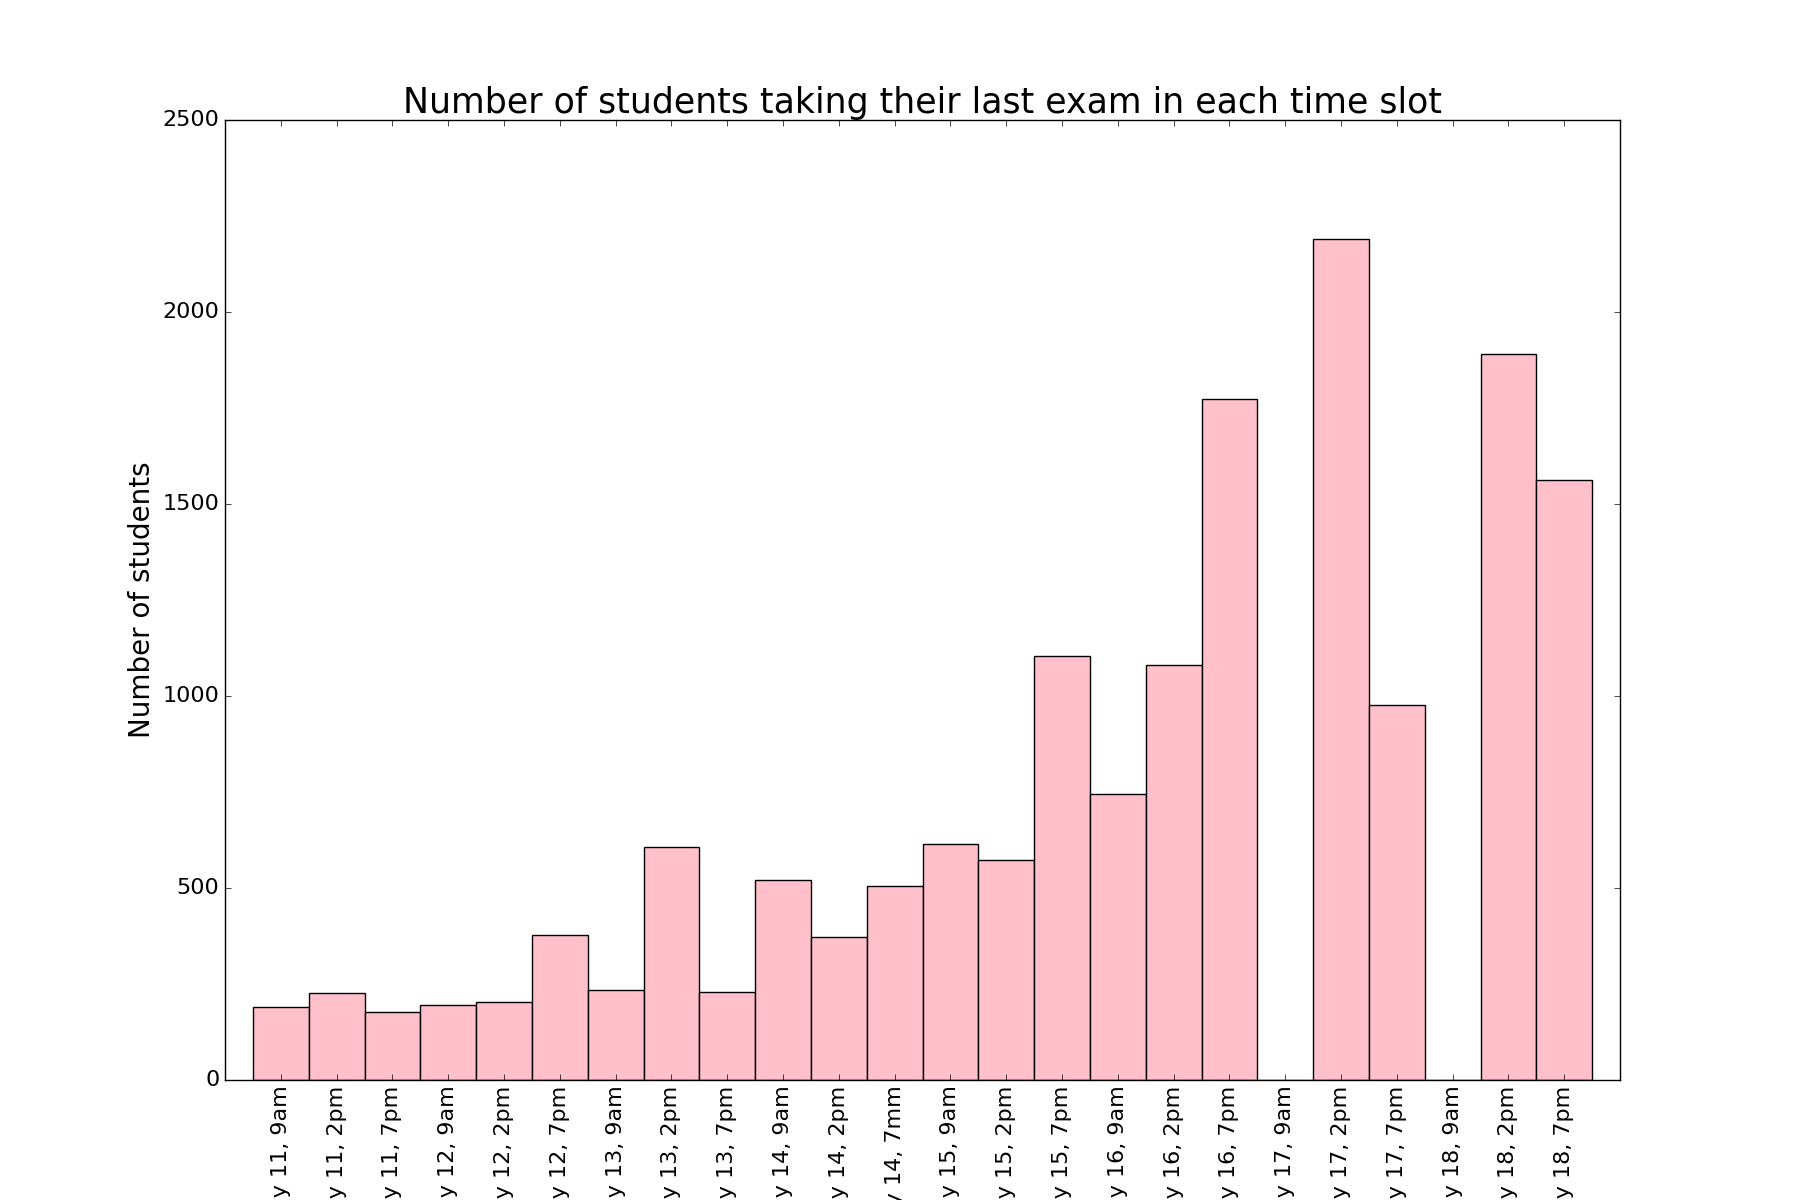 Number of students taking their last exam in each time slot
Number of students
2500
2000
1500
1000
500
0
y 11, 9am
y 11, 2pm
y 11, 7pm
y 12, 9am
y 12, 2pm
y 12, 7pm
y 13, 9am
y 13, 2pm
y 13, 7pm
y 14, 9am
y 14, 2pm
y 14, 7mm
y 15, 9am
y 15, 2pm
y 15, 7pm
y 16, 9am
y 16, 2pm
y 16, 7pm
y 17, 9am
y 17, 2pm
y 17, 7pm
y 18, 9am
y 18, 2pm
y 18, 7pm